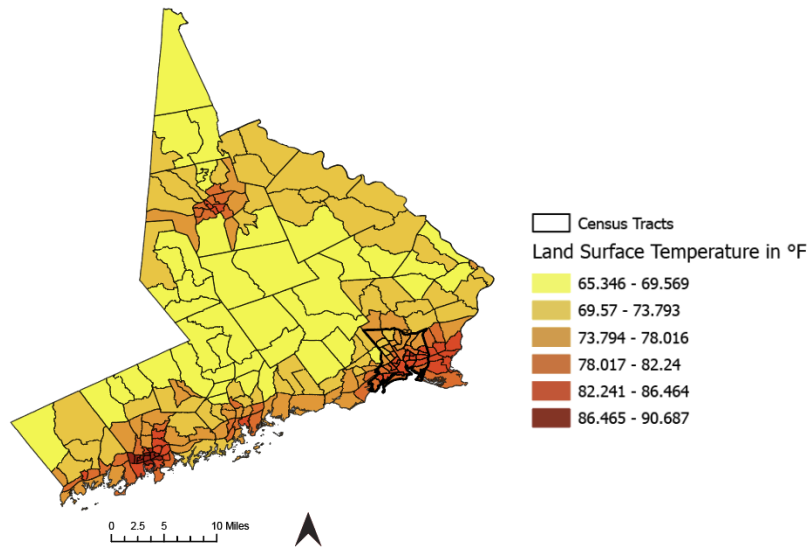 Census Tracts
Land Surface Temperature in °F
65.346 - 69.569
69.57 - 73.793
73.794 - 78.016
78.017 - 82.24
82.241 - 86.464
86.465 - 90.687
0 2.5 5 10 Miles